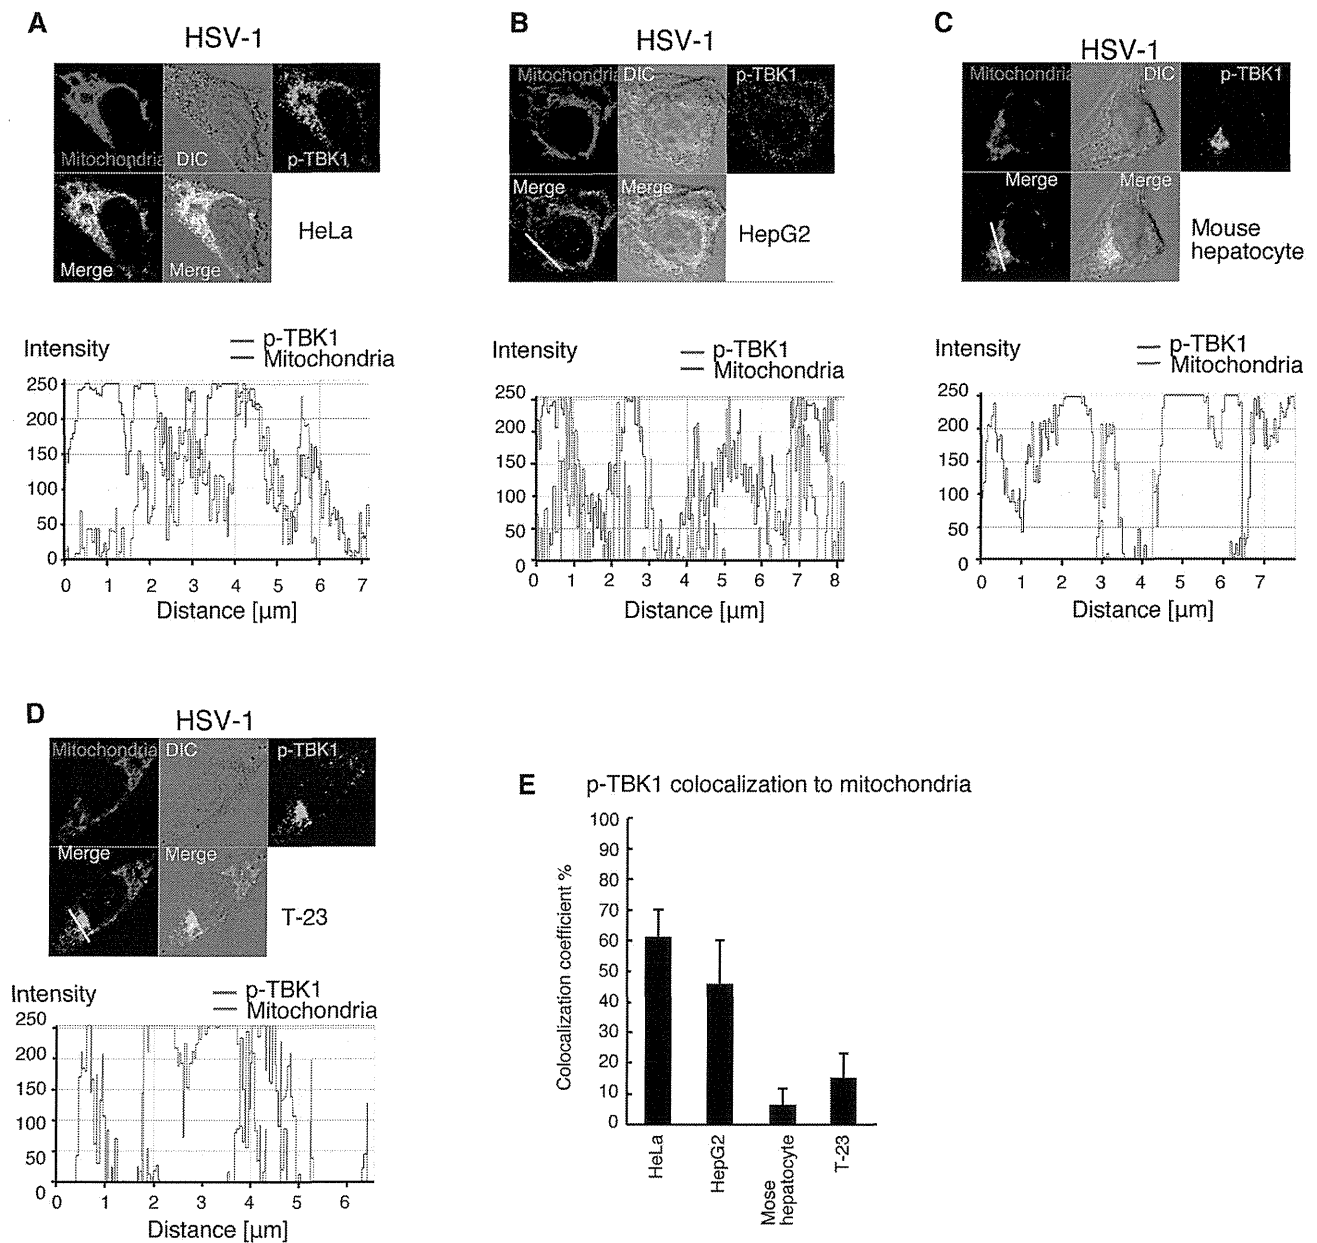 A
HSV-1
Mitochondria
DIC
p-TBK1
Merge
Merge
HeLa
Intensity
p-TBK1
Mitochondria
250
200
150
100
50
0
0 1 2 3 4 5 6 7
Distance [µm]
B
HSV-1
Mitochondria
DIC
p-TBK1
Merge
Merge
HepG2
Intensity
p-TBK1
Mitochondria
250
200
150
100
50
0
0 1 2 3 4 5 6 7 8
Distance [µm]
C
HSV-1
Mitochondria
DIC
p-TBK1
Merge
Merge
Mouse
hepatocyte
Intensity
p-TBK1
Mitochondria
250
200
150
100
50
0
0 1 2 3 4 5 6 7
Distance [µm]
D
HSV-1
Mitochondria
DIC
p-TBK1
Merge
Merge
T-23
Intensity
p-TBK1
Mitochondria
250
200
150
100
50
0
0 1 2 3 4 5 6
Distance [µm]
E
p-TBK1 colocalization to mitochondria
Colocalization coefficient %
100
90
80
70
60
50
40
30
20
10
0
HeLa
HepG2
Mose
hepatocyte
T-23